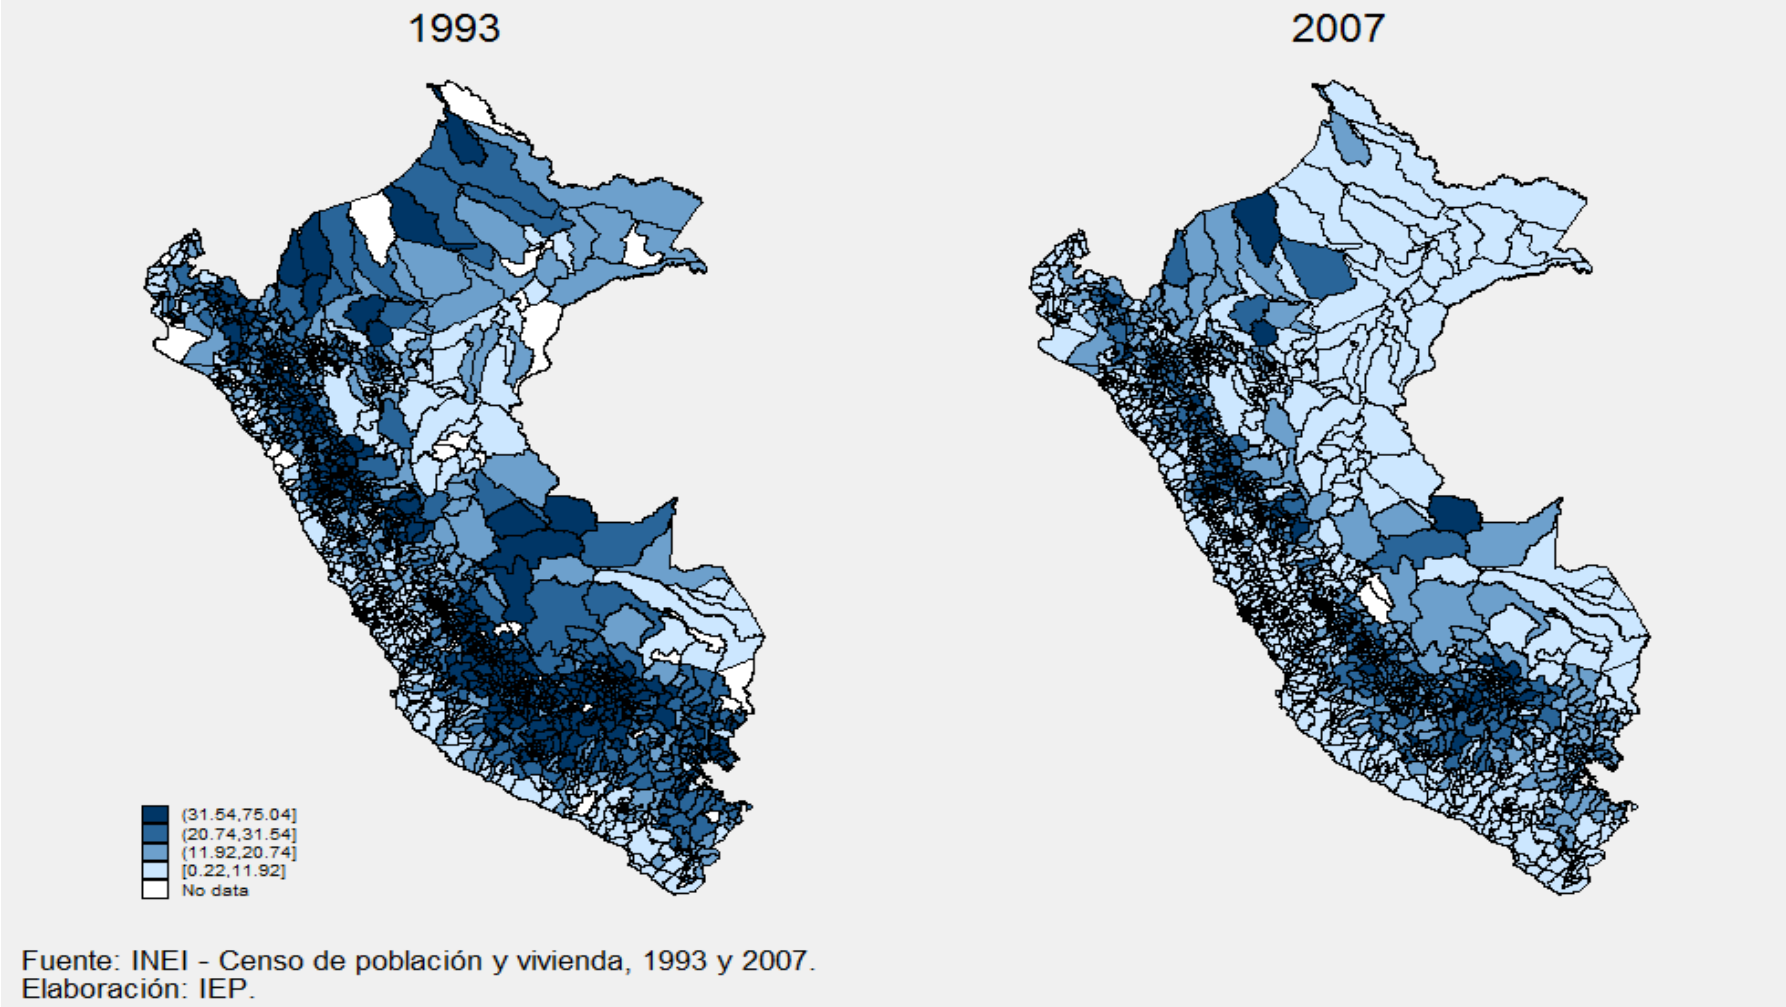 1993
2007
(31.54,75.04]
(20.74,31.54]
(11.92,20.74]
[0.22,11.92]
No data
Fuente: INEI - Censo de población y vivienda, 1993 y 2007.
Elaboración: IEP.